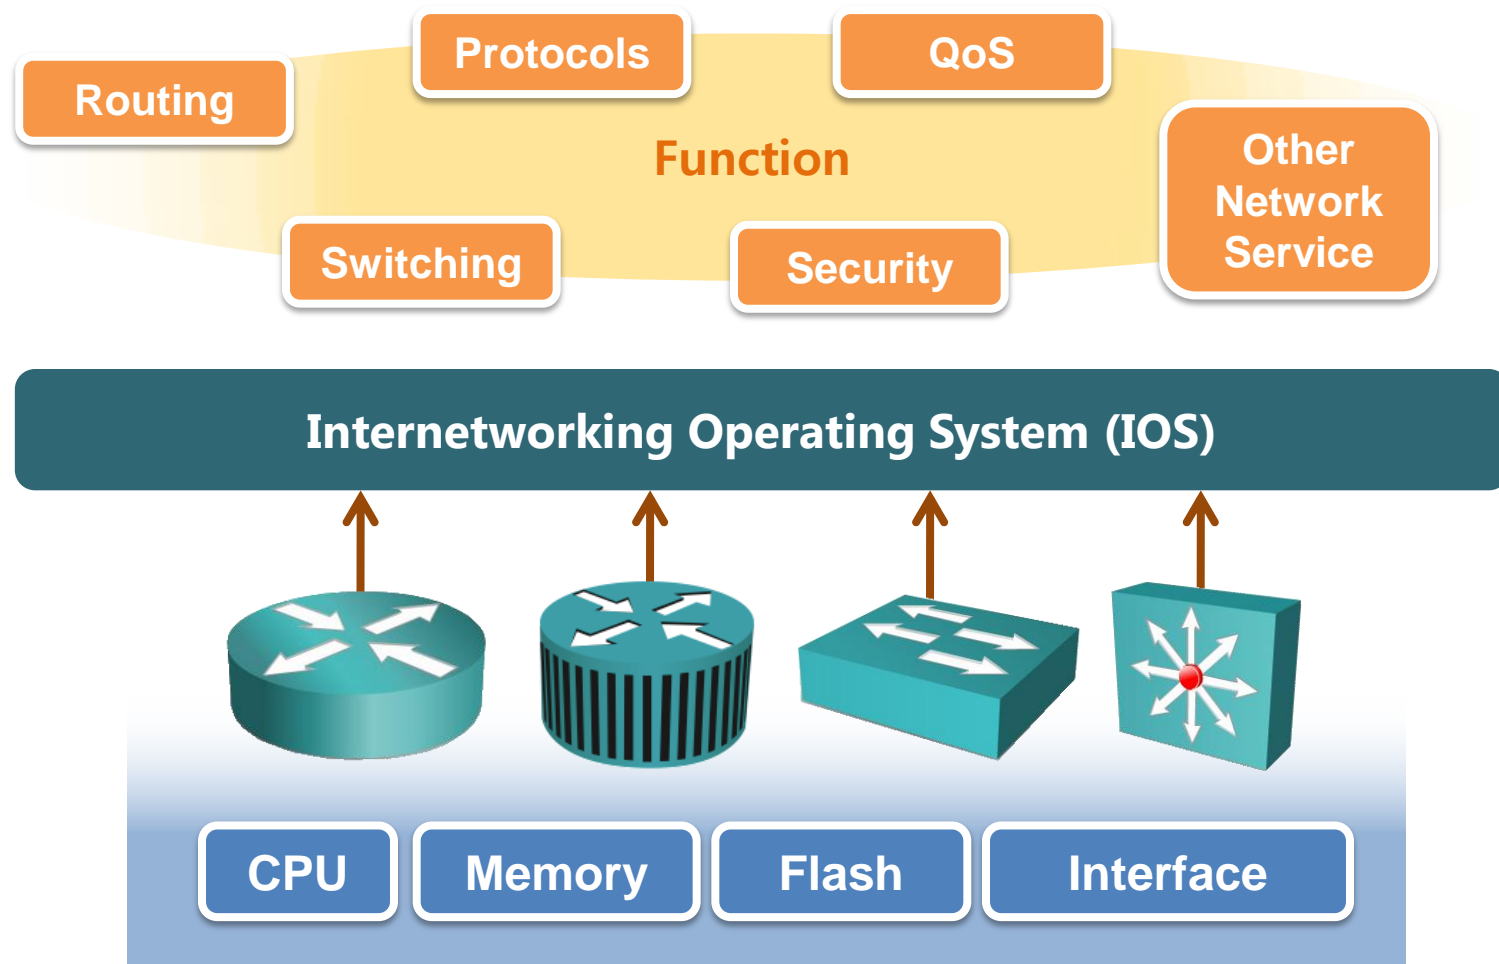 Protocols
QoS
Routing
Function
Other
Network
Service
Switching
Security
Internetworking Operating System (IOS)
CPU
Memory
Flash
Interface